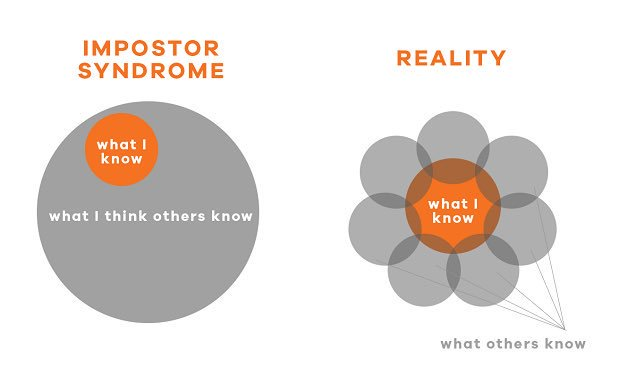 IMPOSTOR
SYNDROME
what I
know
what I think others know
REALITY
what I
know
what others know